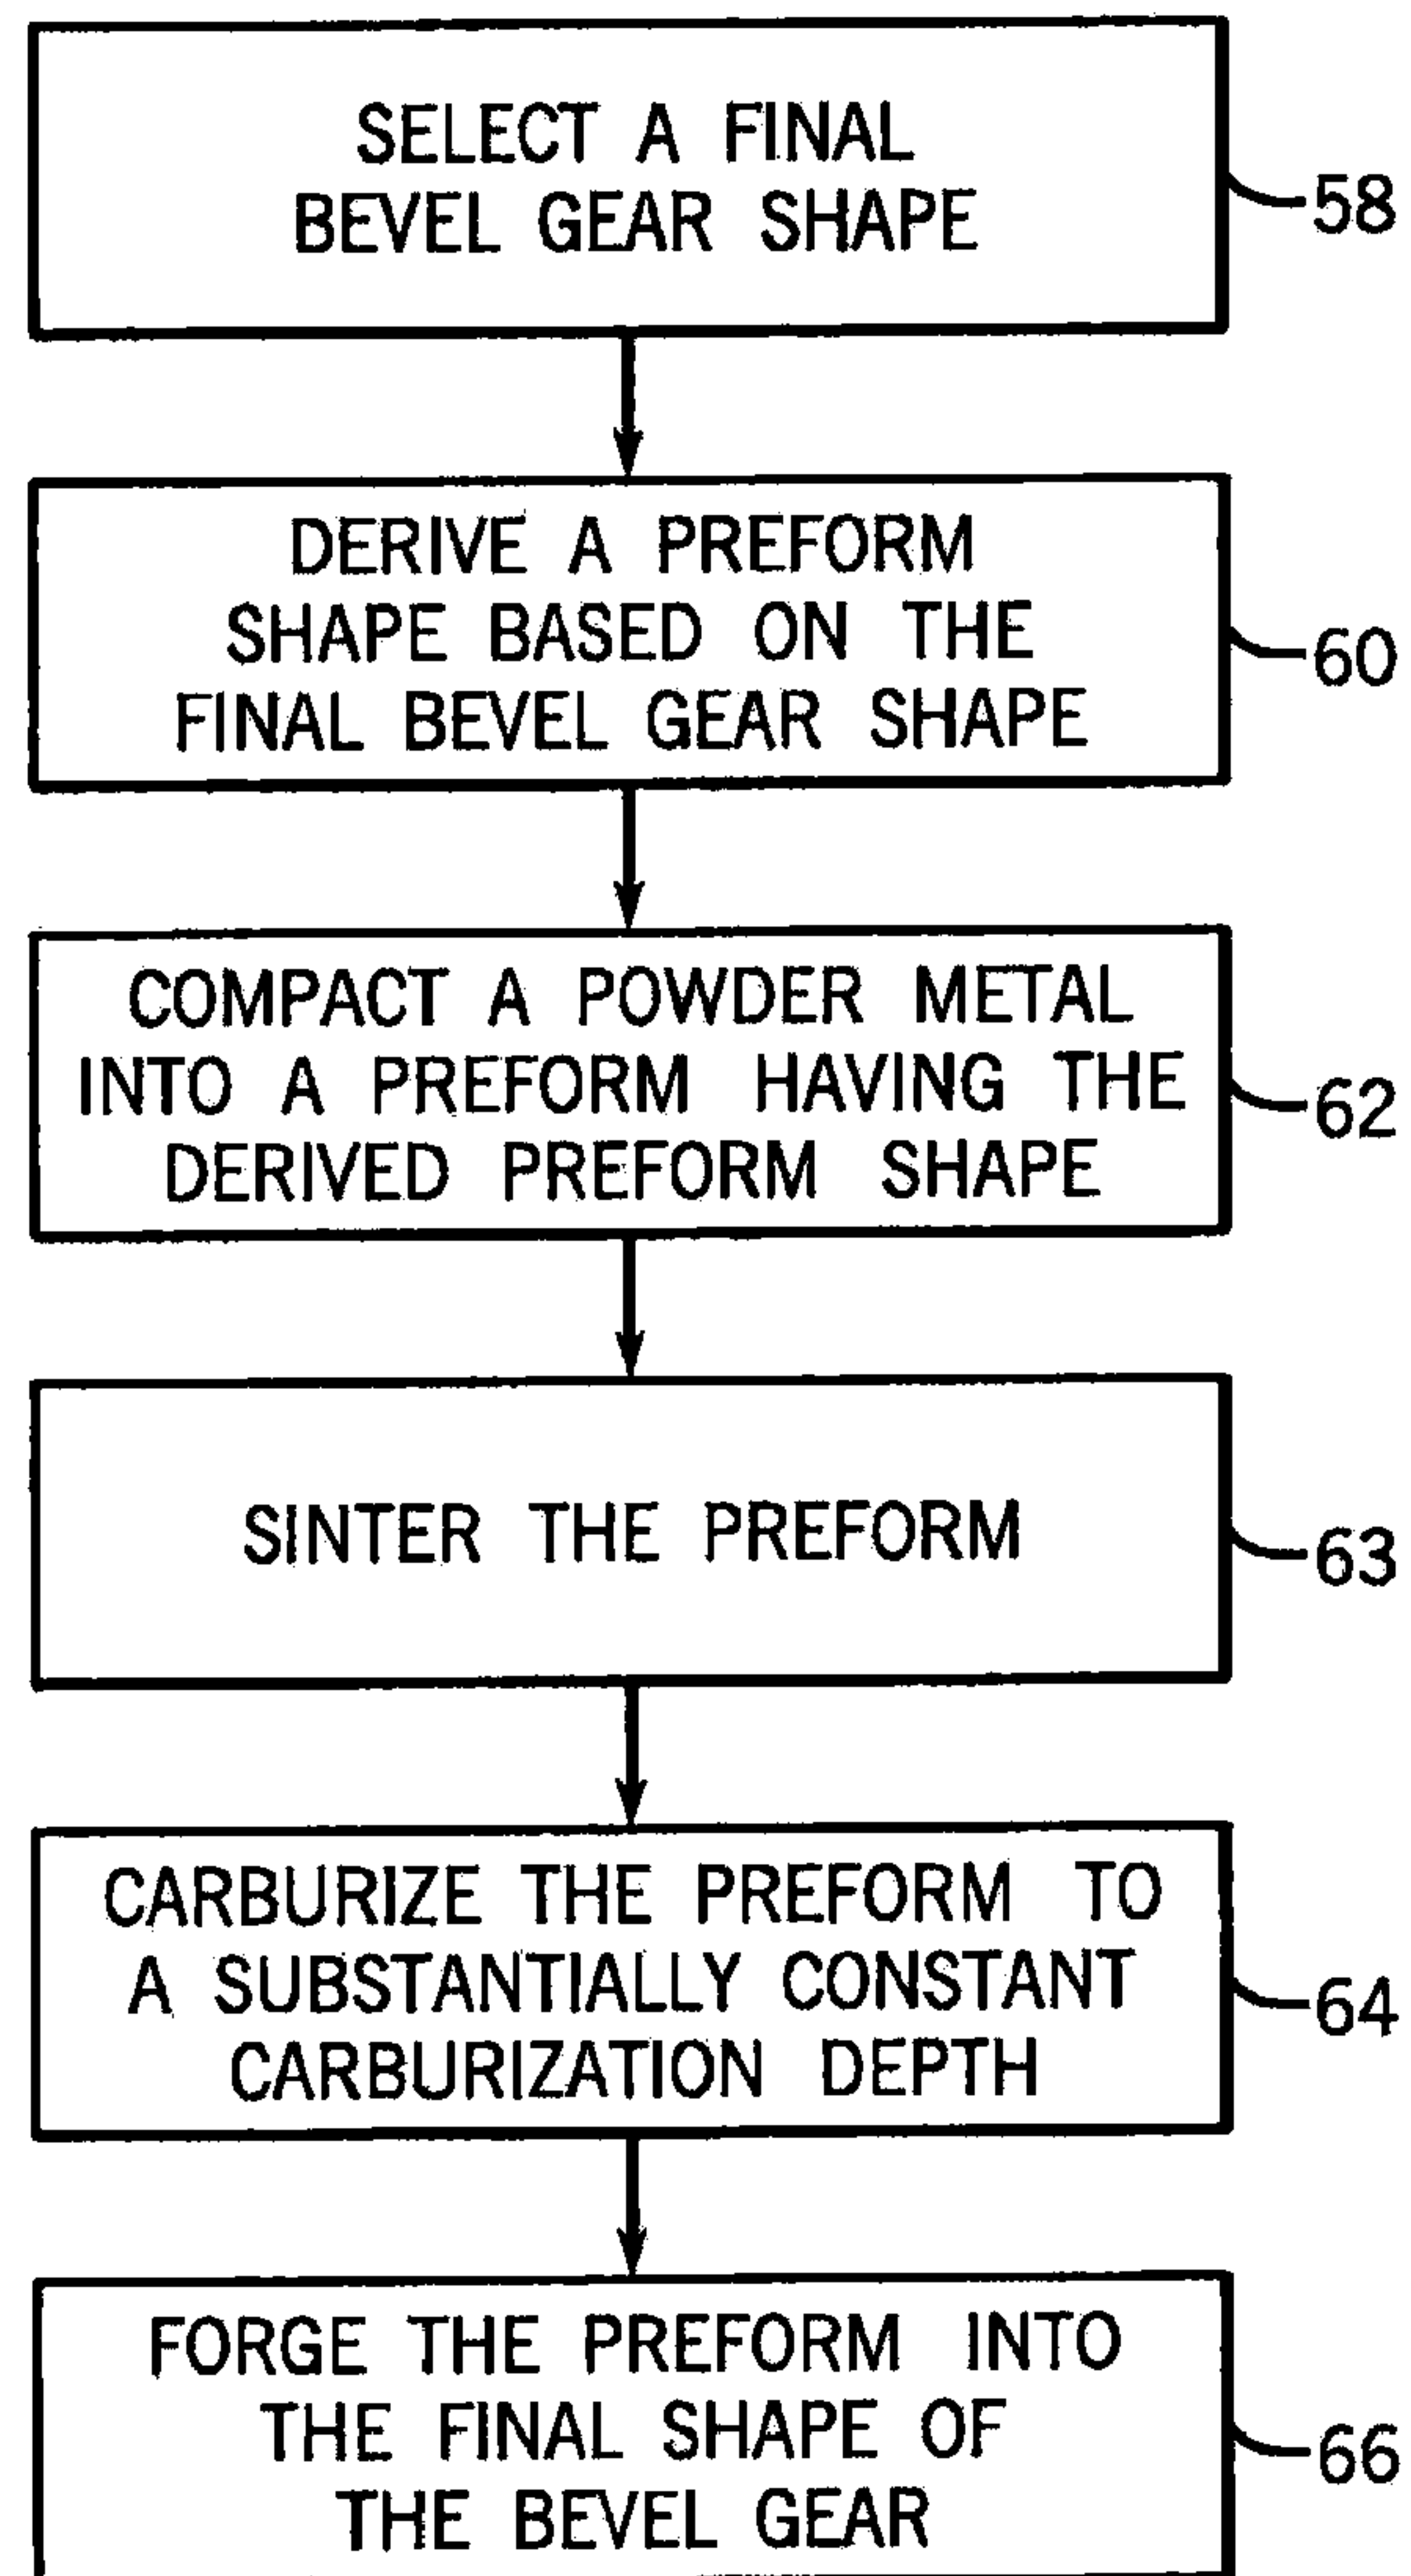 SELECT A FINAL
BEVEL GEAR SHAPE
58
DERIVE A PREFORM
SHAPE BASED ON THE
FINAL BEVEL GEAR SHAPE
60
COMPACT A POWDER METAL
INTO A PREFORM HAVING THE
DERIVED PREFORM SHAPE
62
SINTER THE PREFORM
63
CARBURIZE THE PREFORM TO
A SUBSTANTIALLY CONSTANT
CARBURIZATION DEPTH
64
FORGE THE PREFORM INTO
THE FINAL SHAPE OF
THE BEVEL GEAR
66